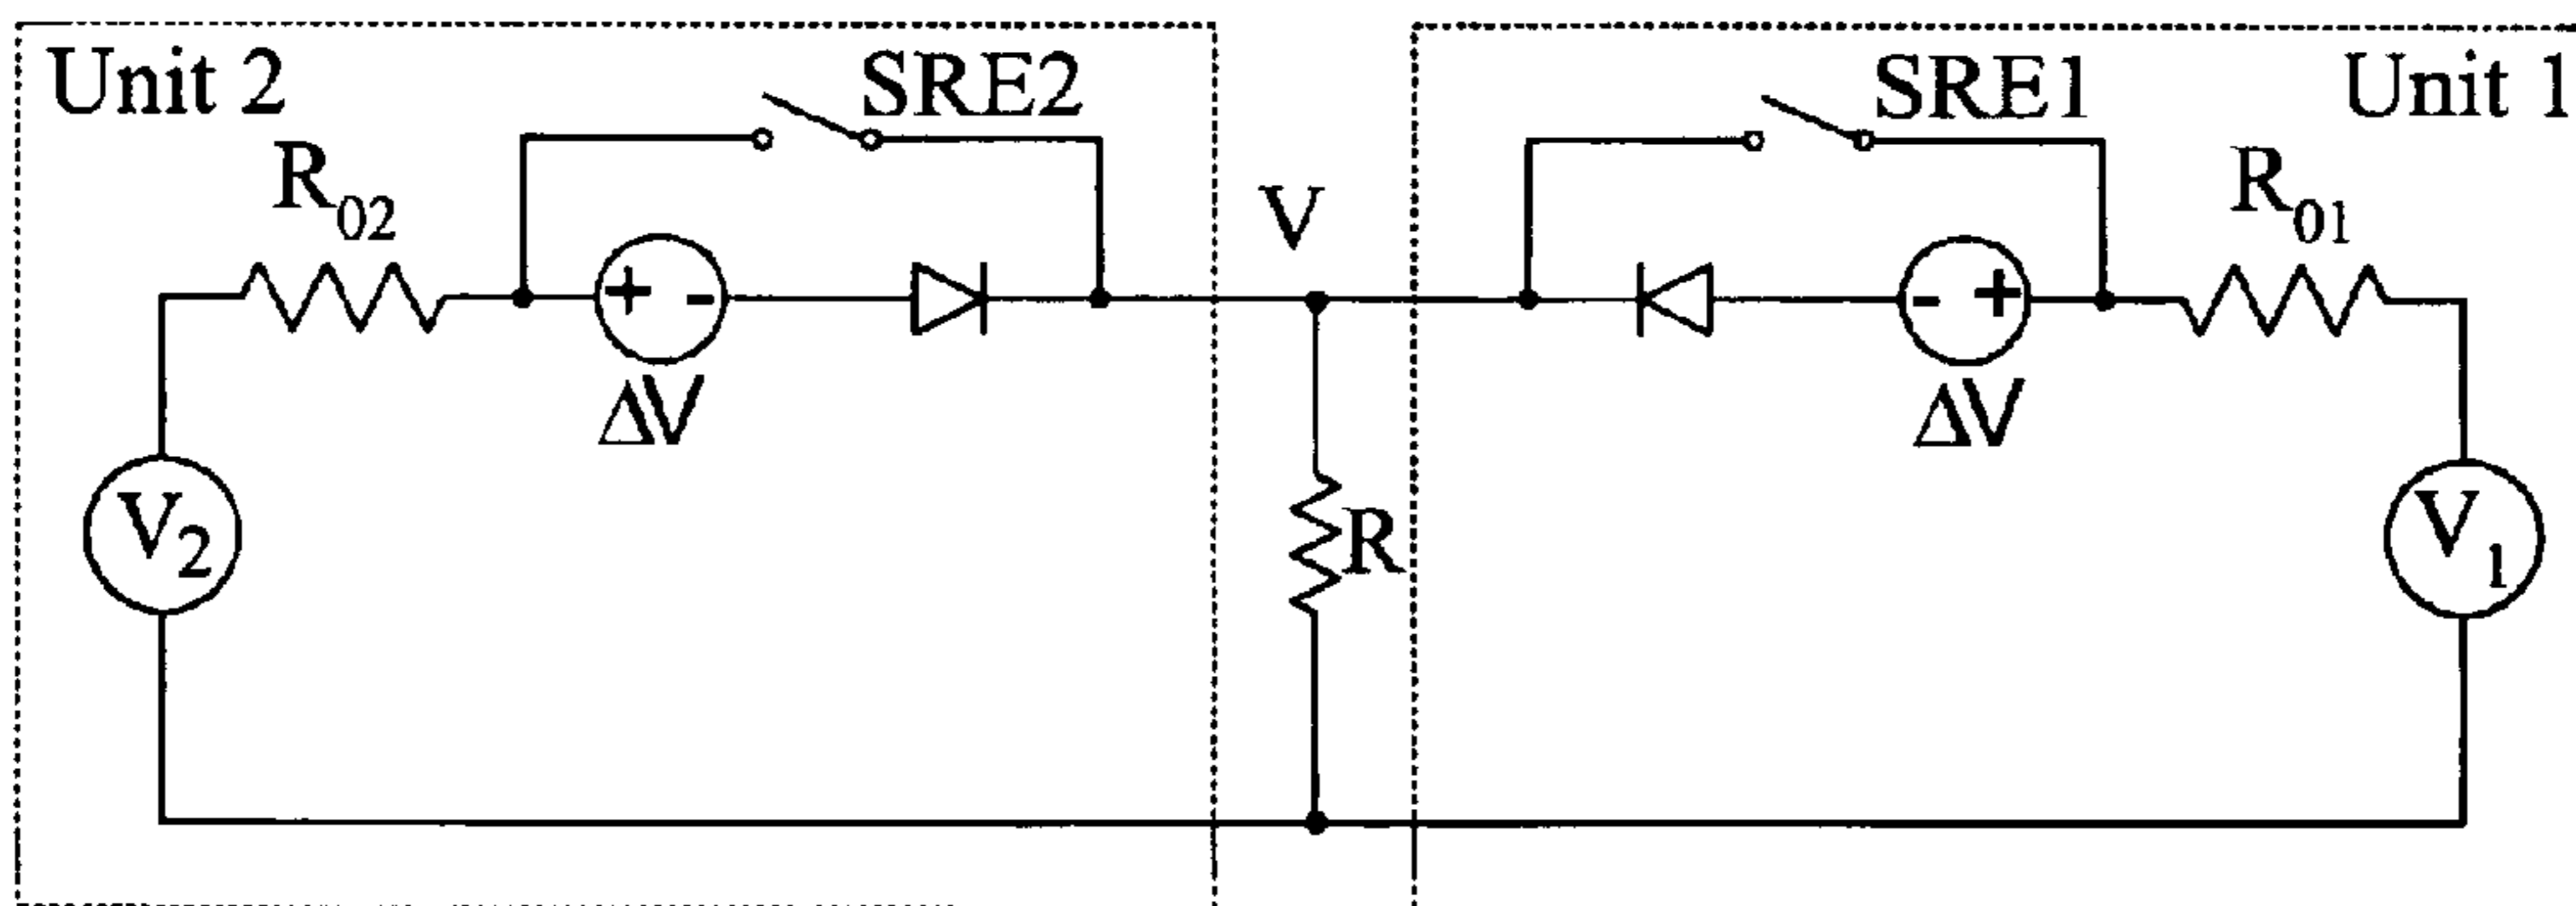 Unit 2
SRE2
R02
+ -
ΔV
V2
V
R
SRE1
Unit 1
R01
- +
ΔV
V1